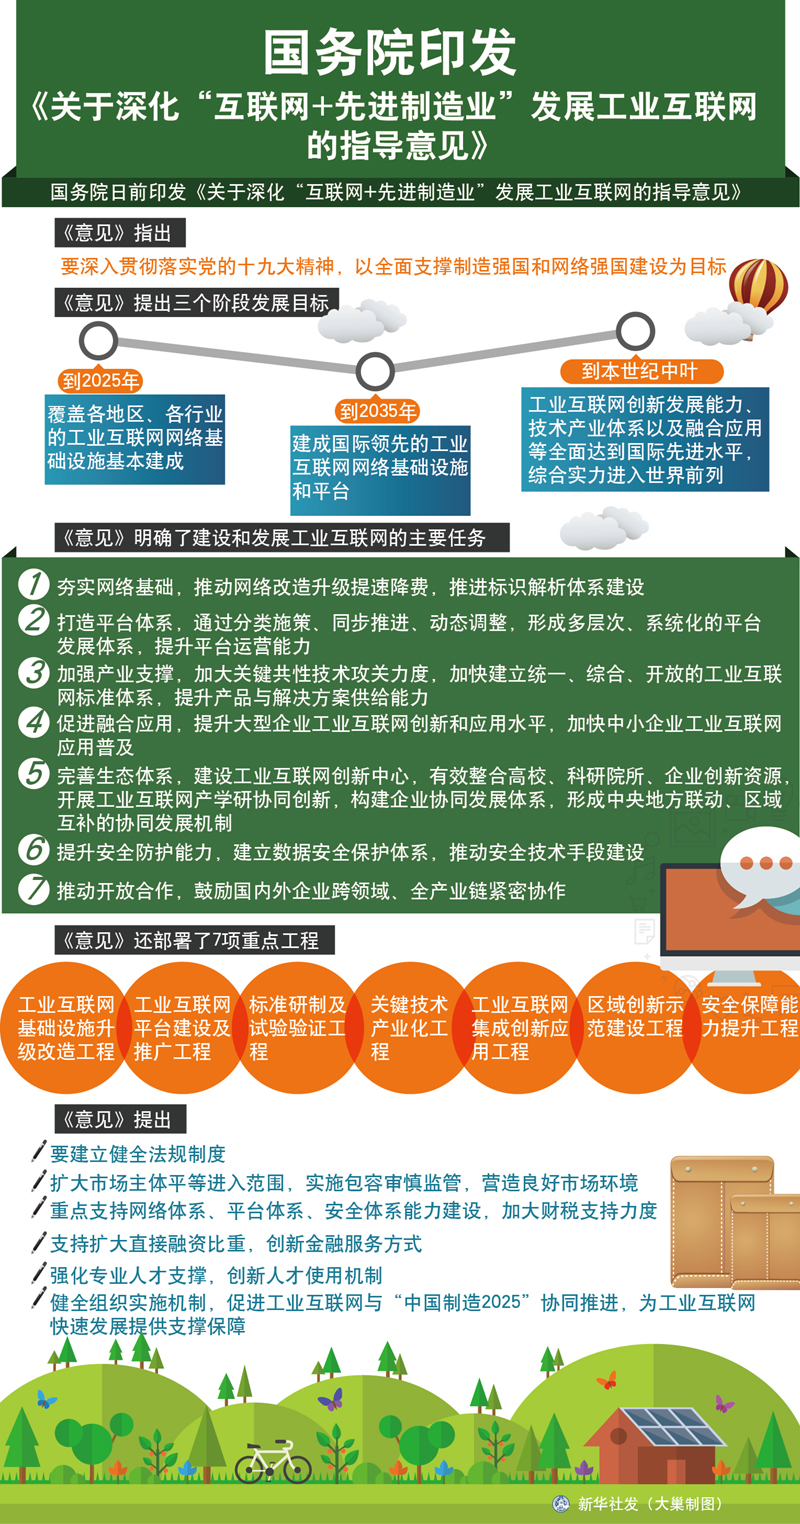 国务院印发
《关于深化“互联网+先进制造业”发展工业互联网
的指导意见》
国务院日前印发《关于深化“互联网+先进制造业”发展工业互联网的指导意见》
《意见》指出
要深入贯彻落实党的十九大精神，以全面支撑制造强国和网络强国建设为目标
《意见》提出三个阶段发展目标
到2025年
覆盖各地区、各行业
的工业互联网网络基
础设施基本建成
到2035年
建成国际领先的工业
互联网网络基础设施
和平台
到本世纪中叶
工业互联网创新发展能力、
技术产业体系以及融合应用
等全面达到国际先进水平，
综合实力进入世界前列
《意见》明确了建设和发展工业互联网的主要任务
1 夯实网络基础，推动网络改造升级提速降费，推进标识解析体系建设
2 打造平台体系，通过分类施策、同步推进、动态调整，形成多层次、系统化的平台
发展体系，提升平台运营能力
3 加强产业支撑，加大关键共性技术攻关力度，加快建立统一、综合、开放的工业互联
网标准体系，提升产品与解决方案供给能力
4 促进融合应用，提升大型企业工业互联网创新和应用水平，加快中小企业工业互联网
应用普及
5 完善生态体系，建设工业互联网创新中心，有效整合高校、科研院所、企业创新资源，
开展工业互联网产学研协同创新，构建企业协同发展体系，形成中央地方联动、区域
互补的协同发展机制
6 提升安全防护能力，建立数据安全保护体系，推动安全技术手段建设
7 推动开放合作，鼓励国内外企业跨领域、全产业链紧密协作
《意见》还部署了7项重点工程
工业互联网
基础设施升
级改造工程
工业互联网
平台建设及
推广工程
标准研制及
试验验证工
程
关键技术
产业化工
程
工业互联网
集成创新应
用工程
区域创新示
范建设工程
安全保障能
力提升工程
《意见》提出
要建立健全法规制度
扩大市场主体平等进入范围，实施包容审慎监管，营造良好市场环境
重点支持网络体系、平台体系、安全体系能力建设，加大财税支持力度
支持扩大直接融资比重，创新金融服务方式
强化专业人才支撑，创新人才使用机制
健全组织实施机制，促进工业互联网与“中国制造2025”协同推进，为工业互联网
快速发展提供支撑保障
新华社发（大巢制图）